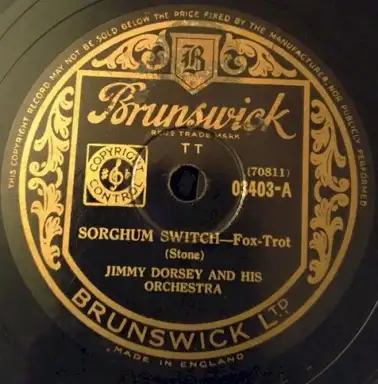 THIS COPYRIGHT RECORD MAY NOT BE SOLD BELOW THE PRICE FIXED BY THE MANUFACTURER, NOR PUBLICLY PERFORMED
B
Brunswick
REGD TRADE MARK
TT
COPYRIGHT
CONTROL
(70811)
03403-A
SORGHUM SWITCH—Fox-Trot
(Stone)
JIMMY DORSEY AND HIS
ORCHESTRA
BRUNSWICK LTD
MADE IN ENGLAND